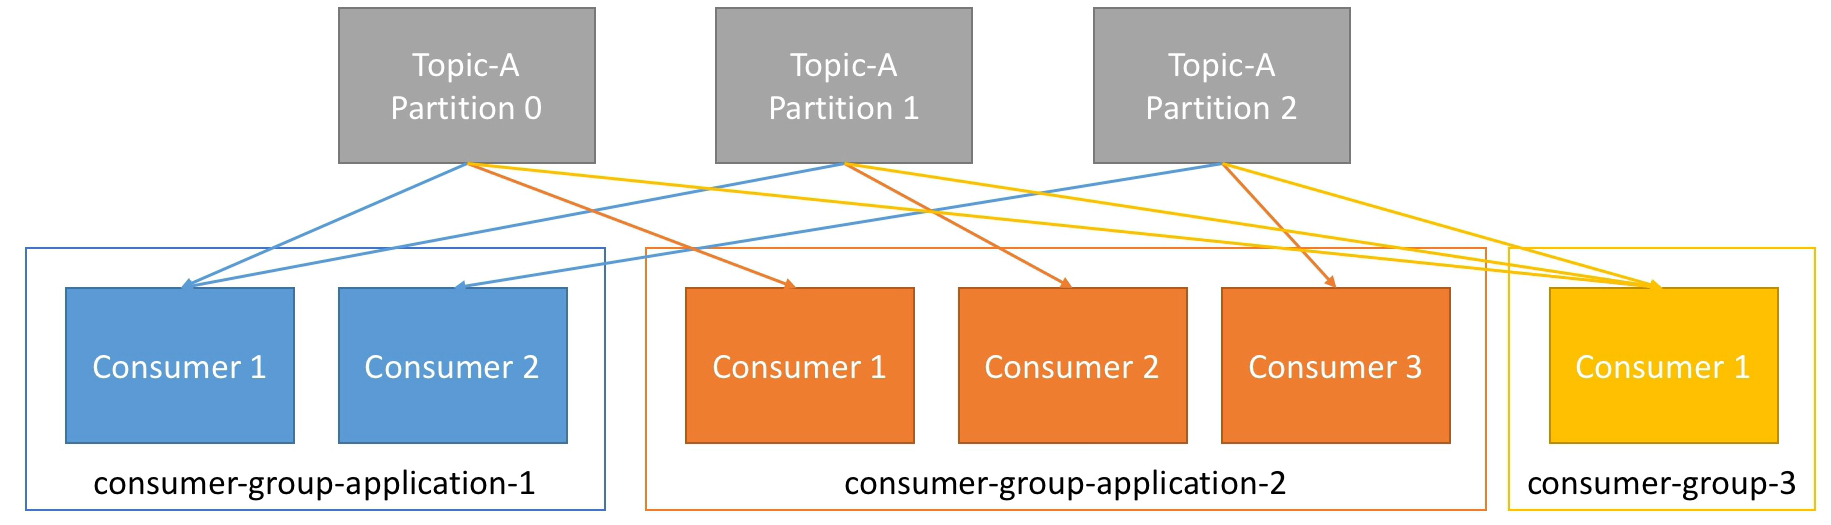 Topic-A
Partition 0
Topic-A
Partition 1
Topic-A
Partition 2
Consumer 1
Consumer 2
consumer-group-application-1
Consumer 1
Consumer 2
Consumer 3
consumer-group-application-2
Consumer 1
consumer-group-3